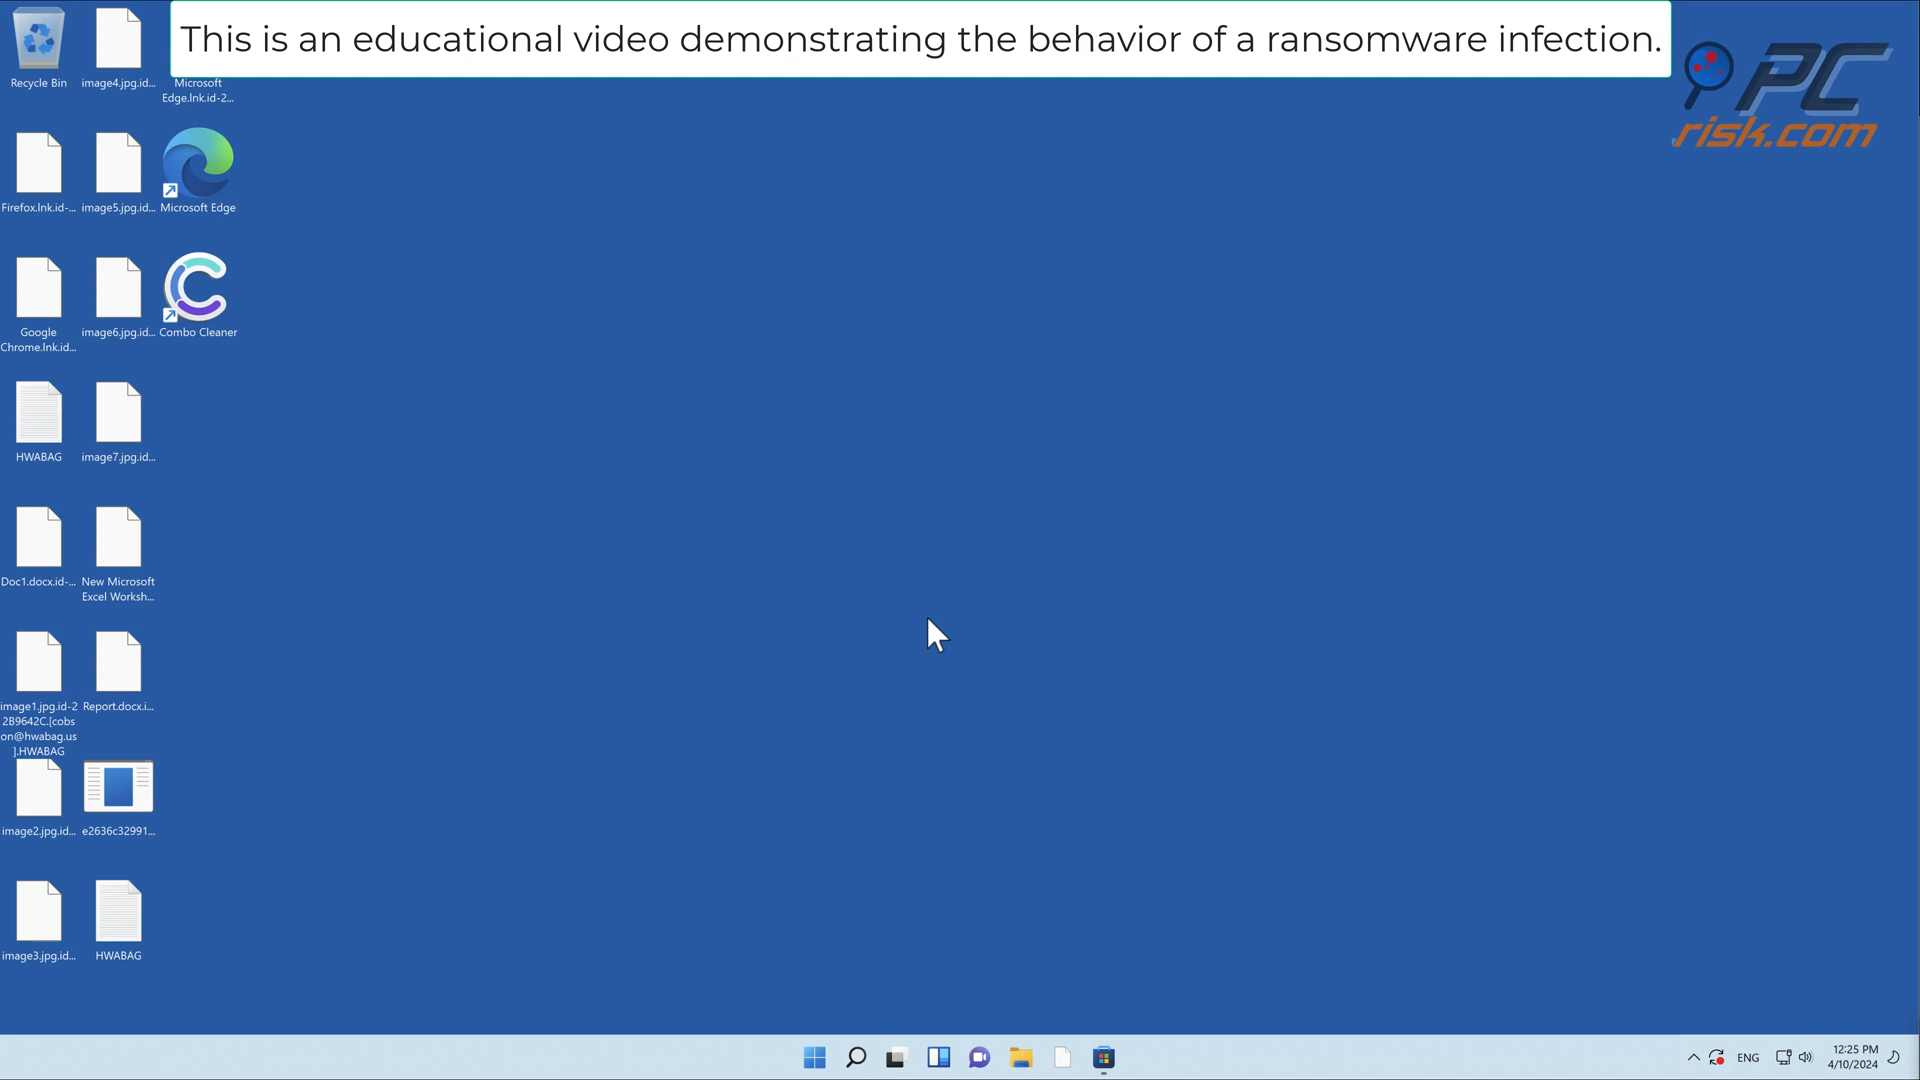 This is an educational video demonstrating the behavior of a ransomware infection.
PC
risk.com
Recycle Bin
image4.jpg.id...
Microsoft
Edge.lnk.id-2...
Firefox.lnk.id-...
image5.jpg.id...
Microsoft Edge
Google
Chrome.lnk.id...
image6.jpg.id...
Combo Cleaner
HWABAG
image7.jpg.id...
Doc1.docx.id-...
New Microsoft
Excel Worksh...
image1.jpg.id-2
2B9642C.[cobs
on@hwabag.us
].HWABAG
Report.docx.i...
image2.jpg.id...
e2636c32991...
image3.jpg.id...
HWABAG
ENG
12:25 PM
4/10/2024